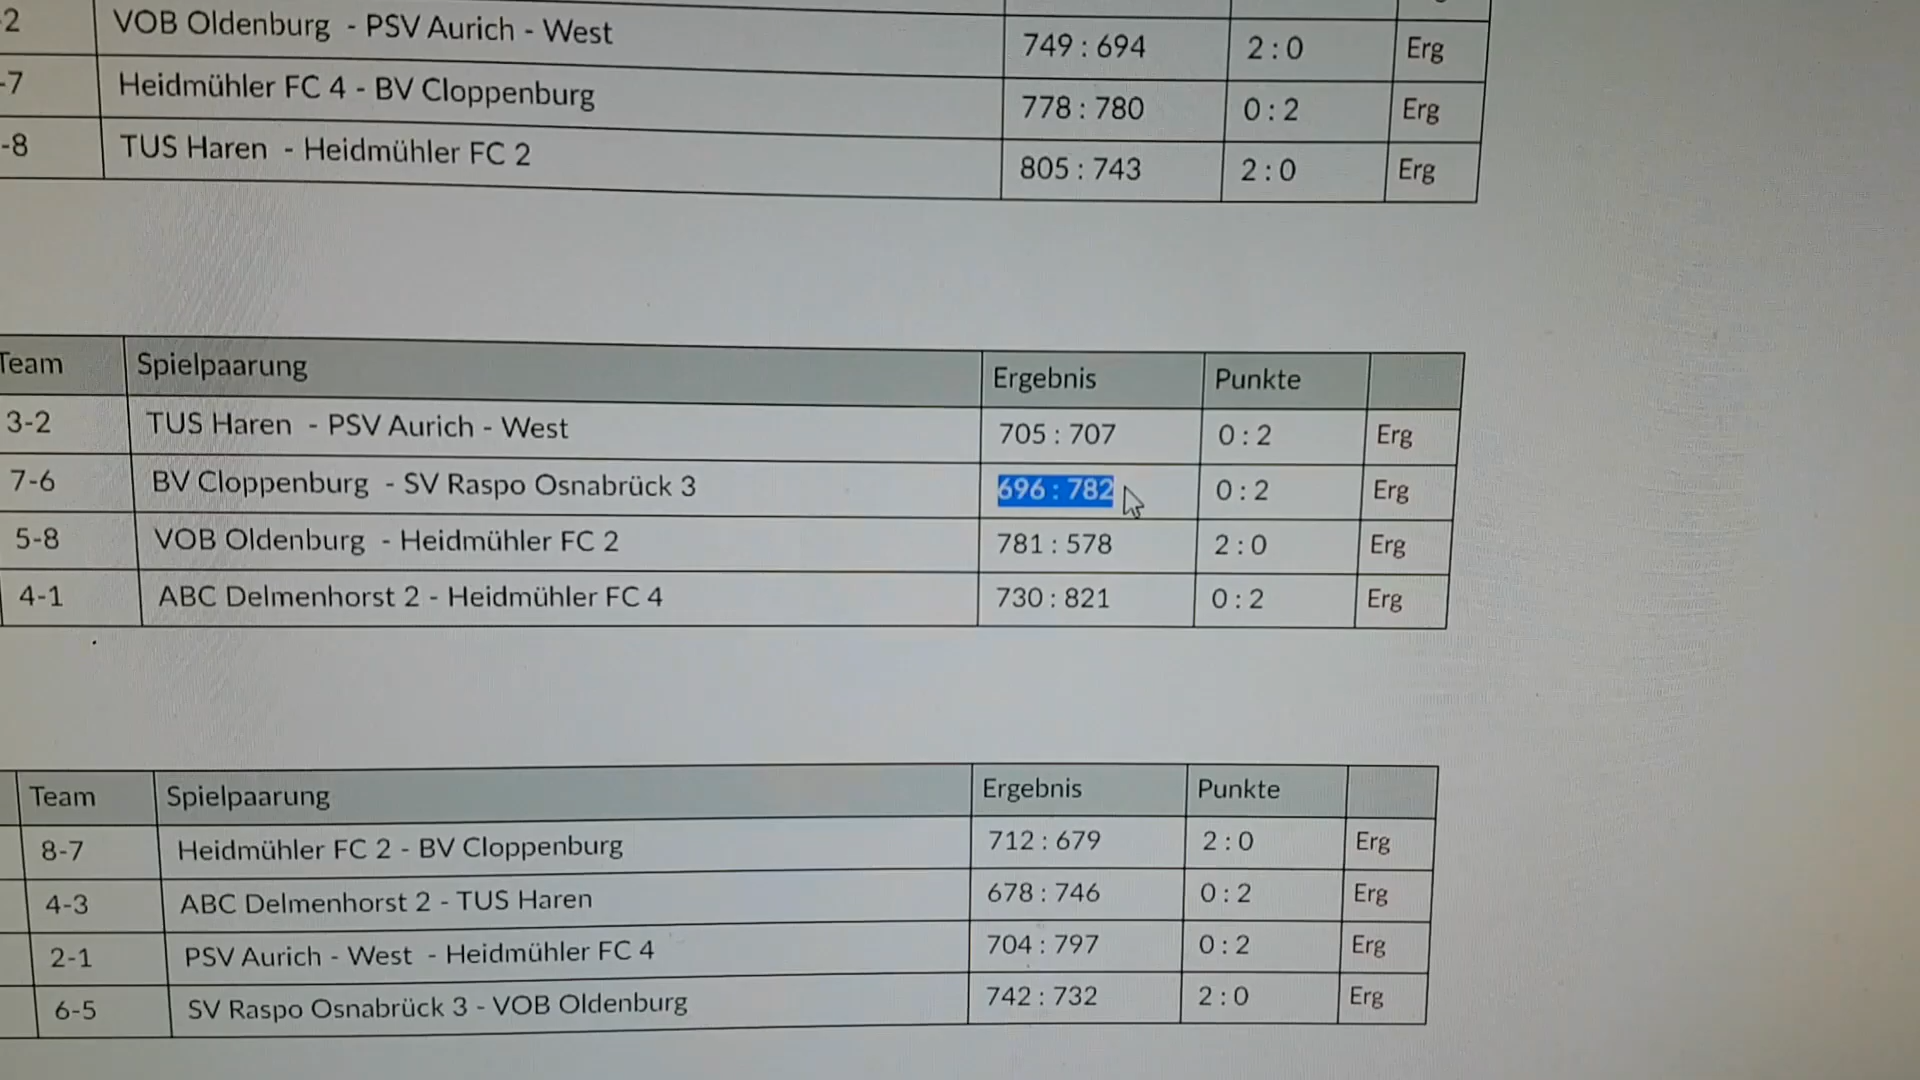 -2 VOB Oldenburg - PSV Aurich - West 749 : 694 2 : 0 Erg
-7 Heidmühler FC 4 - BV Cloppenburg 778 : 780 0 : 2 Erg
-8 TUS Haren - Heidmühler FC 2 805 : 743 2 : 0 Erg
Team Spielpaarung Ergebnis Punkte
3-2 TUS Haren - PSV Aurich - West 705 : 707 0 : 2 Erg
7-6 BV Cloppenburg - SV Raspo Osnabrück 3 696 : 782 0 : 2 Erg
5-8 VOB Oldenburg - Heidmühler FC 2 781 : 578 2 : 0 Erg
4-1 ABC Delmenhorst 2 - Heidmühler FC 4 730 : 821 0 : 2 Erg
Team Spielpaarung Ergebnis Punkte
8-7 Heidmühler FC 2 - BV Cloppenburg 712 : 679 2 : 0 Erg
4-3 ABC Delmenhorst 2 - TUS Haren 678 : 746 0 : 2 Erg
2-1 PSV Aurich - West - Heidmühler FC 4 704 : 797 0 : 2 Erg
6-5 SV Raspo Osnabrück 3 - VOB Oldenburg 742 : 732 2 : 0 Erg